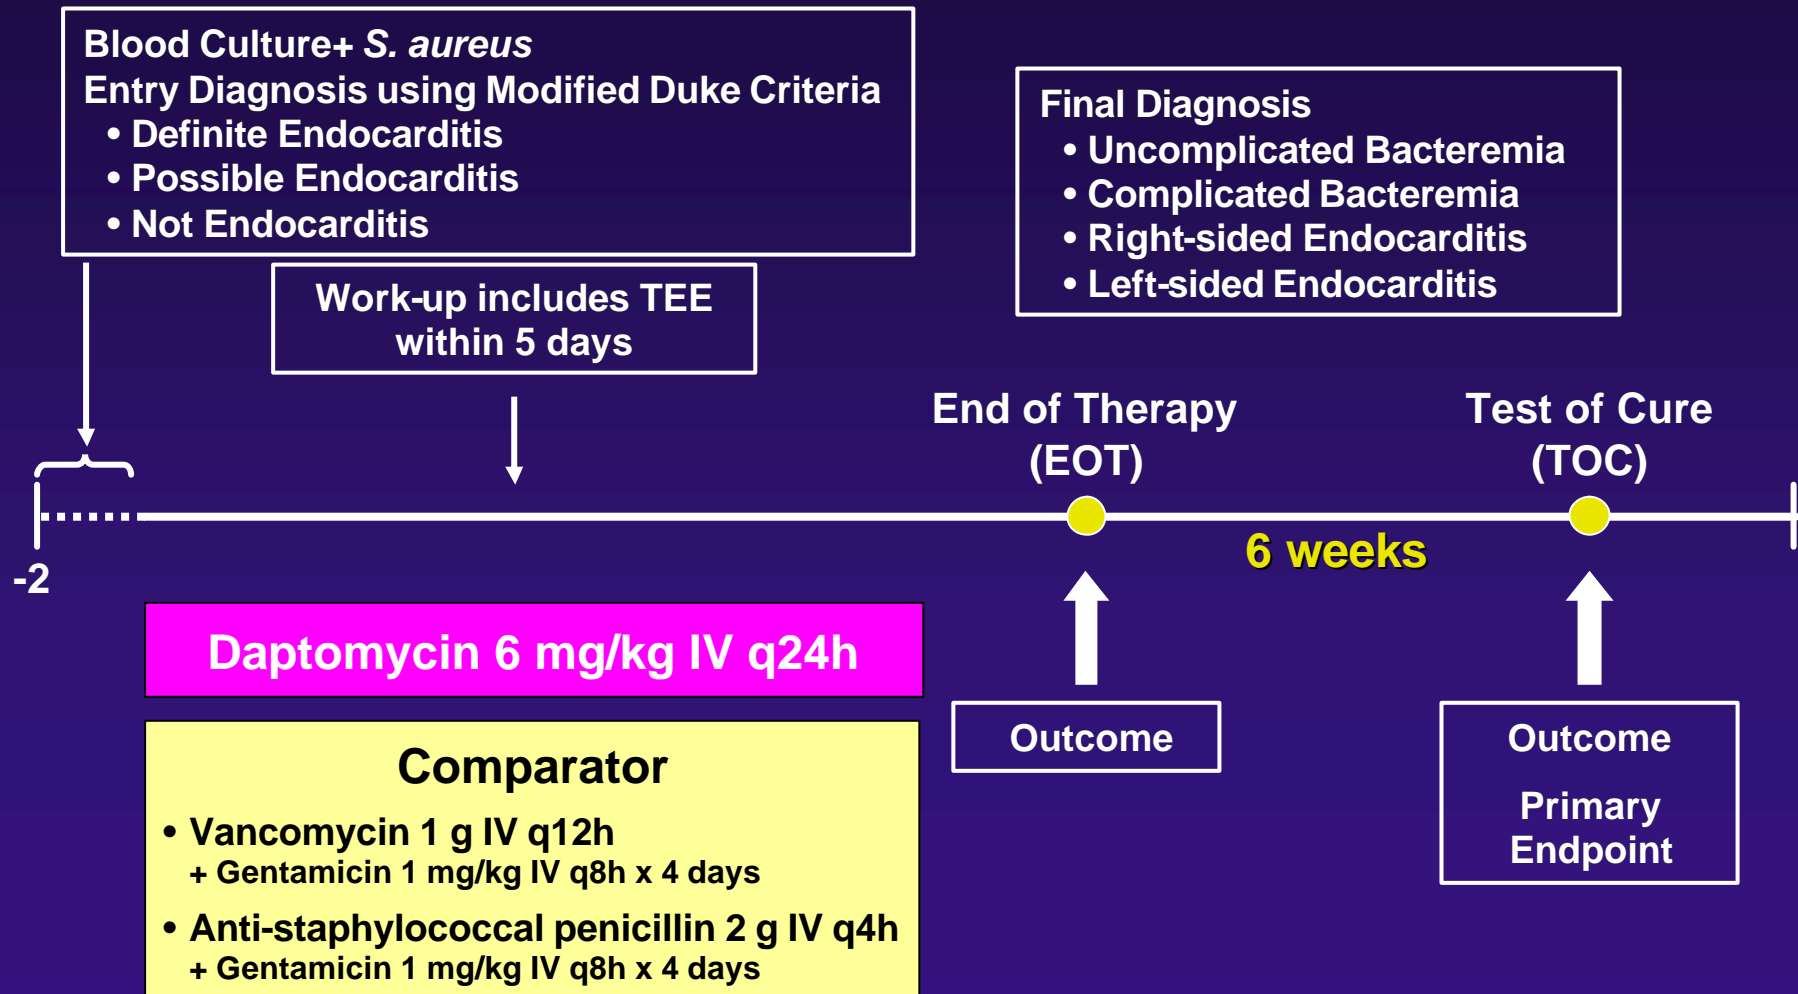 Blood Culture+ S. aureus
Entry Diagnosis using Modified Duke Criteria
• Definite Endocarditis
• Possible Endocarditis
• Not Endocarditis
Work-up includes TEE
within 5 days
Final Diagnosis
• Uncomplicated Bacteremia
• Complicated Bacteremia
• Right-sided Endocarditis
• Left-sided Endocarditis
End of Therapy
(EOT)
Test of Cure
(TOC)
-2
6 weeks
Daptomycin 6 mg/kg IV q24h
Comparator
• Vancomycin 1 g IV q12h
+ Gentamicin 1 mg/kg IV q8h x 4 days
• Anti-staphylococcal penicillin 2 g IV q4h
+ Gentamicin 1 mg/kg IV q8h x 4 days
Outcome
Outcome
Primary
Endpoint